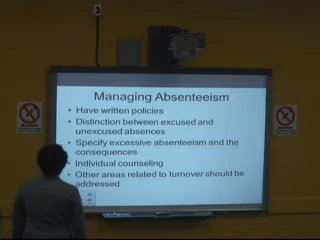 Managing Absenteeism
• Have written policies
• Distinction between excused and
unexcused absences
• Specify excessive absenteeism and the
consequences
• Individual counseling
• Other areas related to turnover should be
addressed